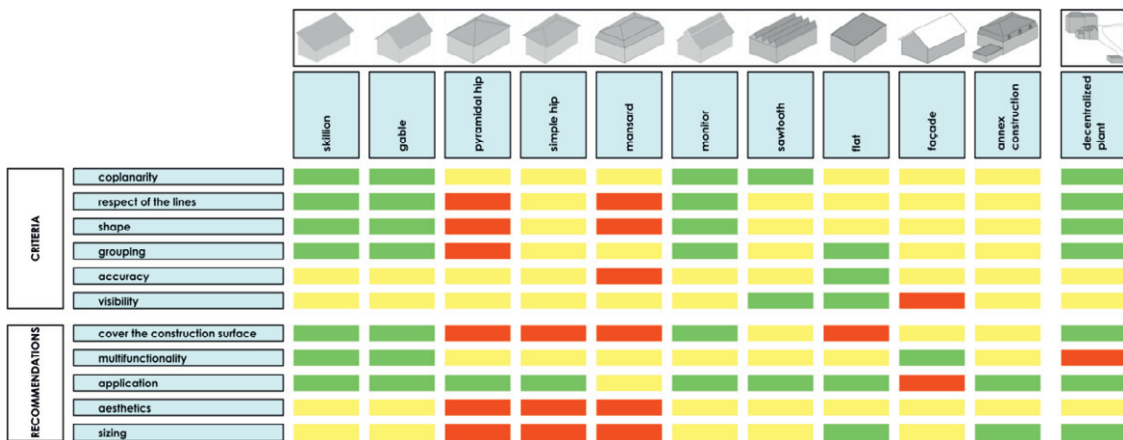 skillion
gable
pyramidal hip
simple hip
mansard
monitor
sawtooth
flat
façade
annex
construction
decentralized
plant
CRITERIA
coplanarity
respect of the lines
shape
grouping
accuracy
visibility
RECOMMENDATIONS
cover the construction surface
multifunctionality
application
aesthetics
sizing